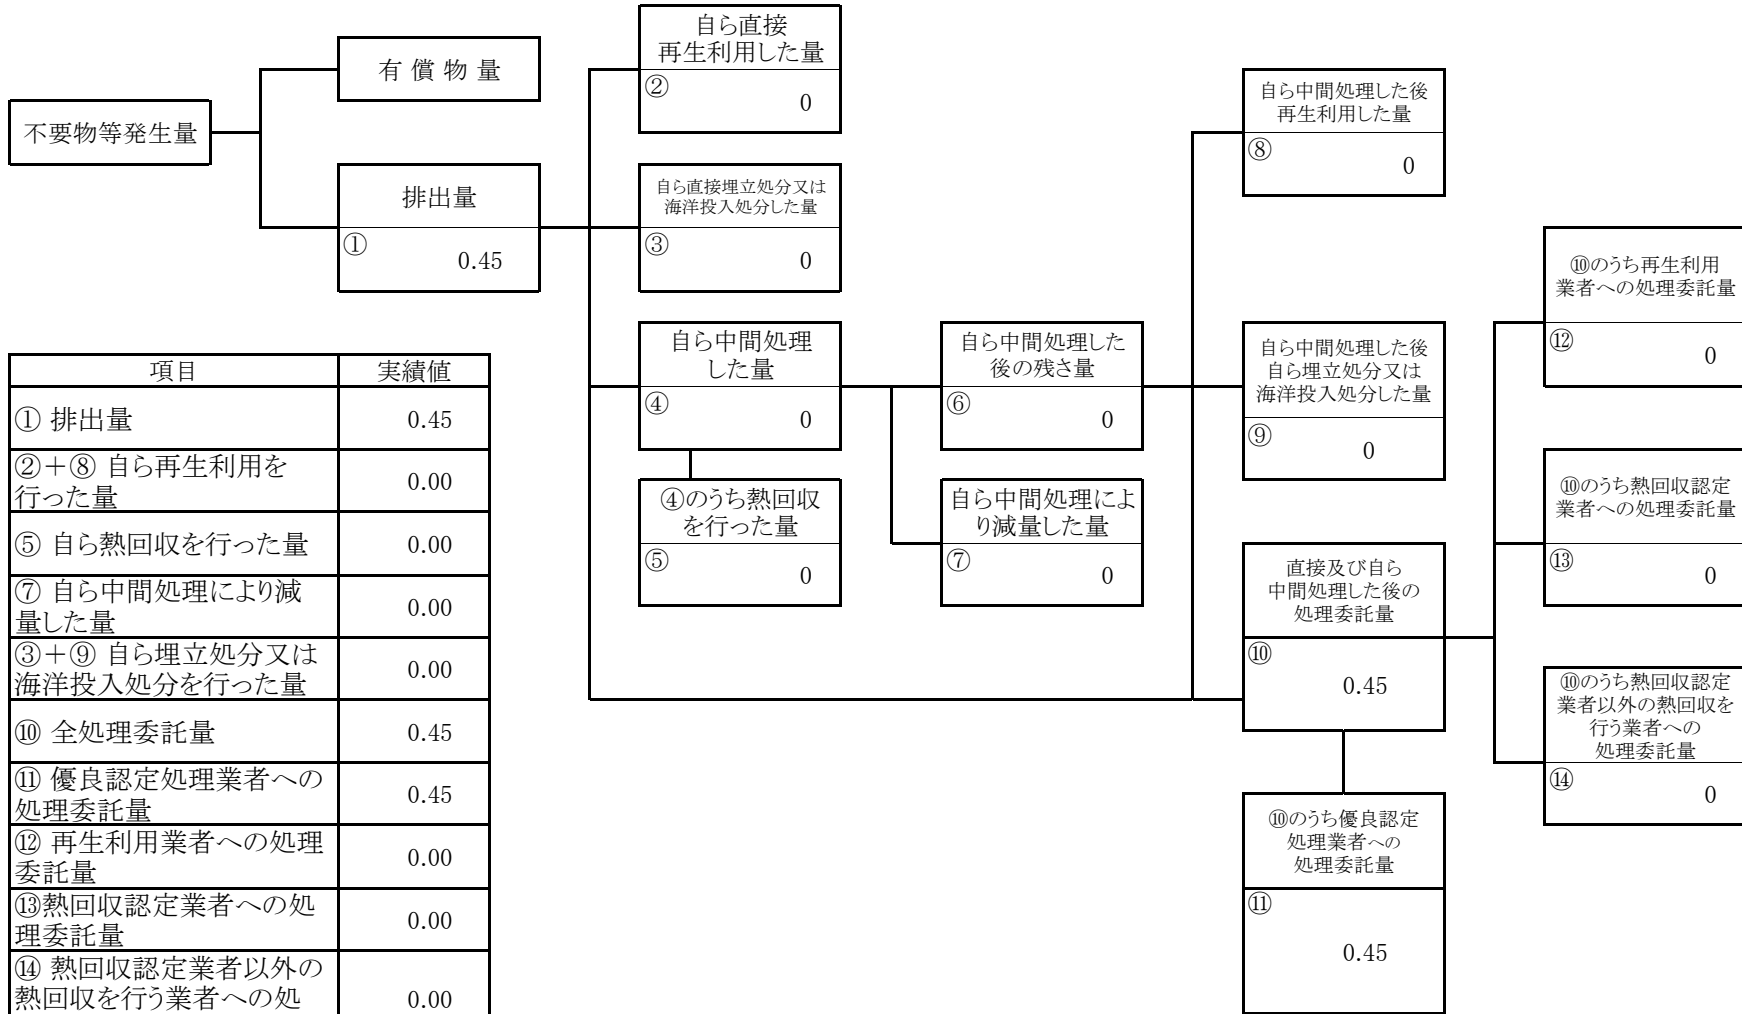 不要物等発生量
有 償 物 量
排出量
①
0.45
自ら直接
再生利用した量
②
0
自ら直接埋立処分又は
海洋投入処分した量
③
0
自ら中間処理
した量
④
0
④のうち熱回収
を行った量
⑤
0
自ら中間処理した
後の残さ量
⑥
0
自ら中間処理によ
り減量した量
⑦
0
自ら中間処理した後
再生利用した量
⑧
0
自ら中間処理した後
自ら埋立処分又は
海洋投入処分した量
⑨
0
直接及び自ら
中間処理した後の
処理委託量
⑩
0.45
⑩のうち優良認定
処理業者への
処理委託量
⑪
0.45
⑩のうち再生利用
業者への処理委託量
⑫
0
⑩のうち熱回収認定
業者への処理委託量
⑬
0
⑩のうち熱回収認定
業者以外の熱回収を
行う業者への
処理委託量
⑭
0
項目 実績値
① 排出量 0.45
②＋⑧ 自ら再生利用を
行った量 0.00
⑤ 自ら熱回収を行った量 0.00
⑦ 自ら中間処理により減
量した量 0.00
③＋⑨ 自ら埋立処分又は
海洋投入処分を行った量 0.00
⑩ 全処理委託量 0.45
⑪ 優良認定処理業者への
処理委託量 0.45
⑫ 再生利用業者への処理
委託量 0.00
⑬熱回収認定業者への処
理委託量 0.00
⑭ 熱回収認定業者以外の
熱回収を行う業者への処 0.00